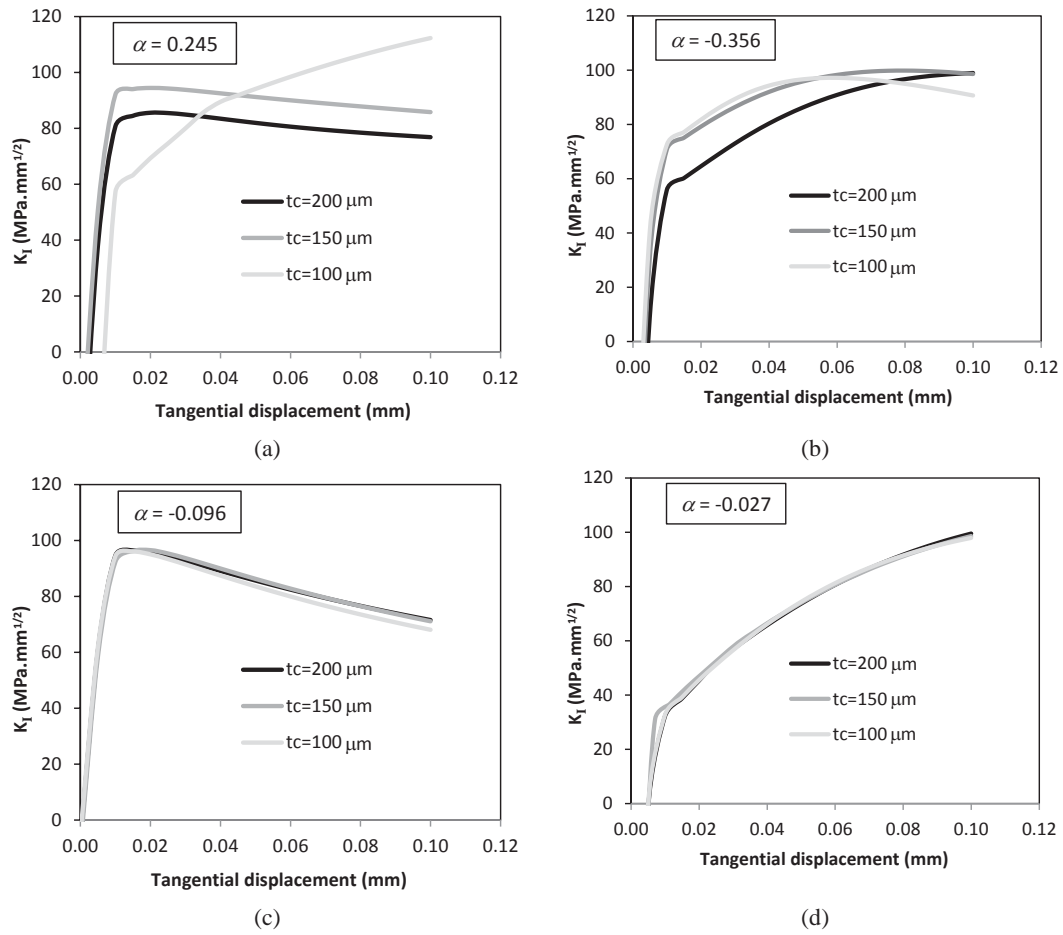 120
100
80
60
40
20
0
K_I (MPa.mm^1/2)
α = 0.245
tc=200 μm
tc=150 μm
tc=100 μm
0.00 0.02 0.04 0.06 0.08 0.10 0.12
Tangential displacement (mm)
(a)
120
100
80
60
40
20
0
K_I (MPa.mm^1/2)
α = -0.356
tc=200 μm
tc=150 μm
tc=100 μm
0.00 0.02 0.04 0.06 0.08 0.10 0.12
Tangential displacement (mm)
(b)
120
100
80
60
40
20
0
K_I (MPa.mm^1/2)
α = -0.096
tc=200 μm
tc=150 μm
tc=100 μm
0.00 0.02 0.04 0.06 0.08 0.10 0.12
Tangential displacement (mm)
(c)
120
100
80
60
40
20
0
K_I (MPa.mm^1/2)
α = -0.027
tc=200 μm
tc=150 μm
tc=100 μm
0.00 0.02 0.04 0.06 0.08 0.10 0.12
Tangential displacement (mm)
(d)